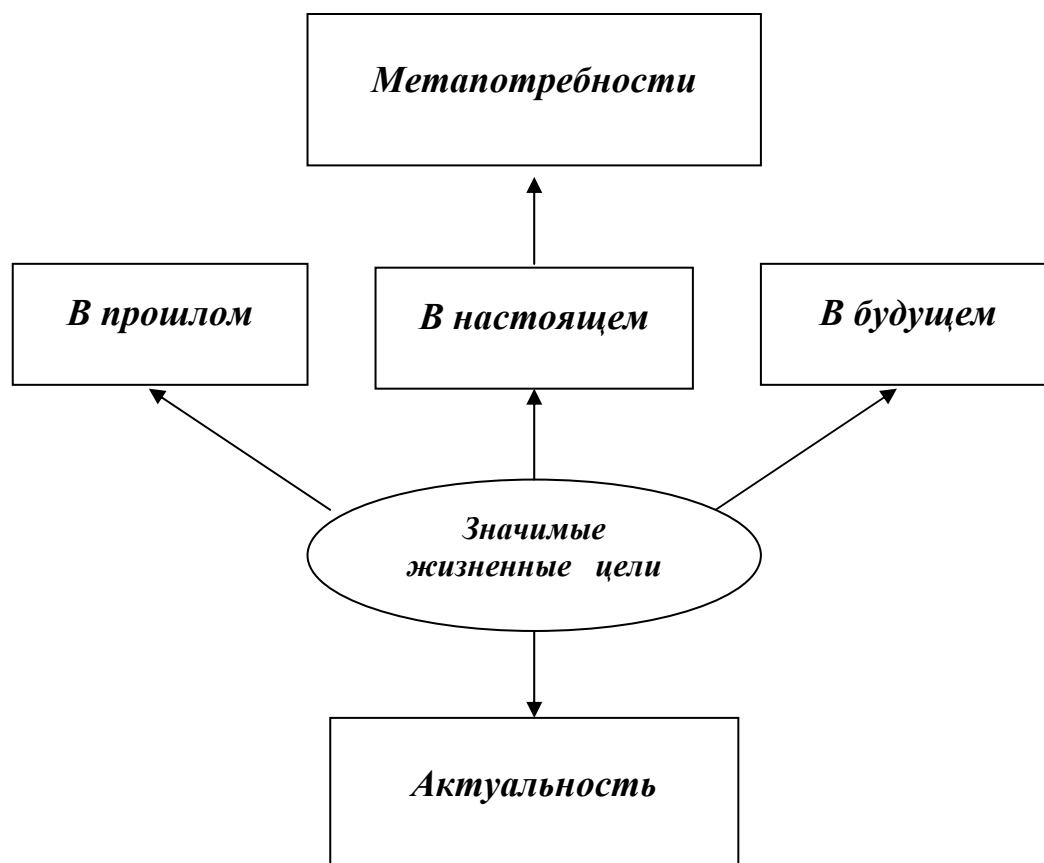 Метапотребности
В прошлом
В настоящем
В будущем
Значимые
жизненные цели
Актуальность